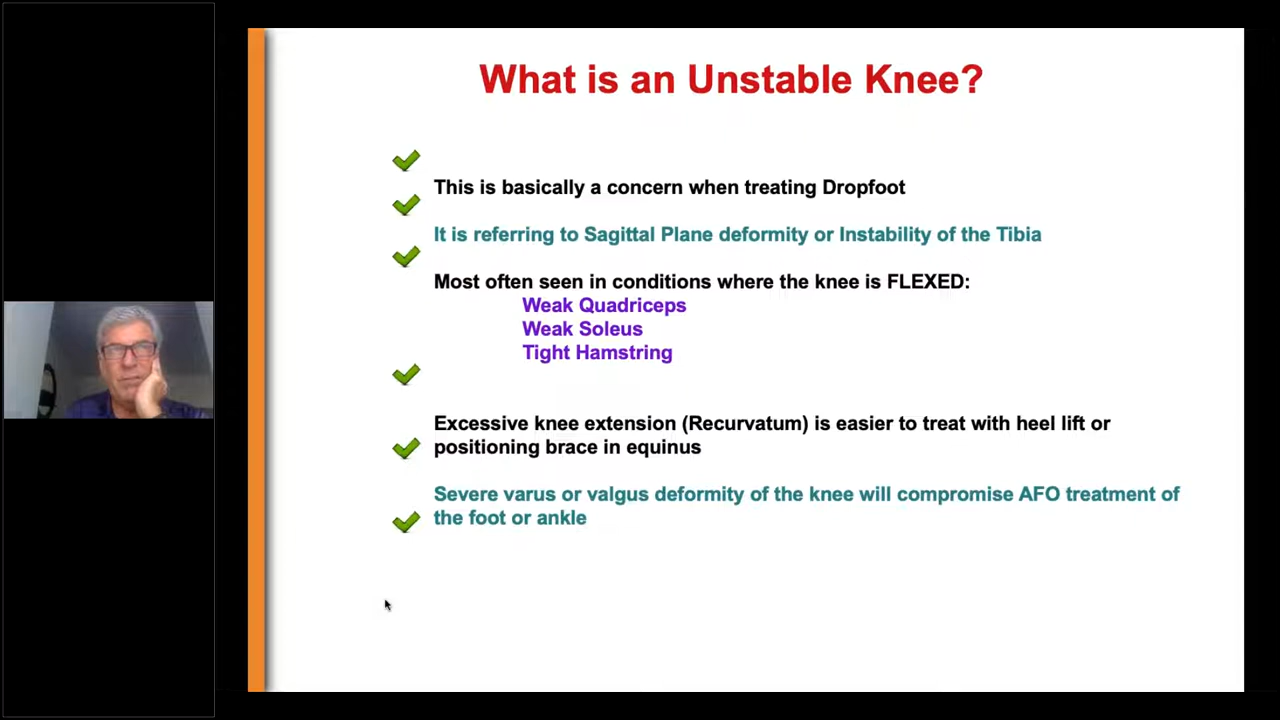 What is an Unstable Knee?
This is basically a concern when treating Dropfoot
It is referring to Sagittal Plane deformity or Instability of the Tibia
Most often seen in conditions where the knee is FLEXED:
Weak Quadriceps
Weak Soleus
Tight Hamstring
Excessive knee extension (Recurvatum) is easier to treat with heel lift or
positioning brace in equinus
Severe varus or valgus deformity of the knee will compromise AFO treatment of
the foot or ankle